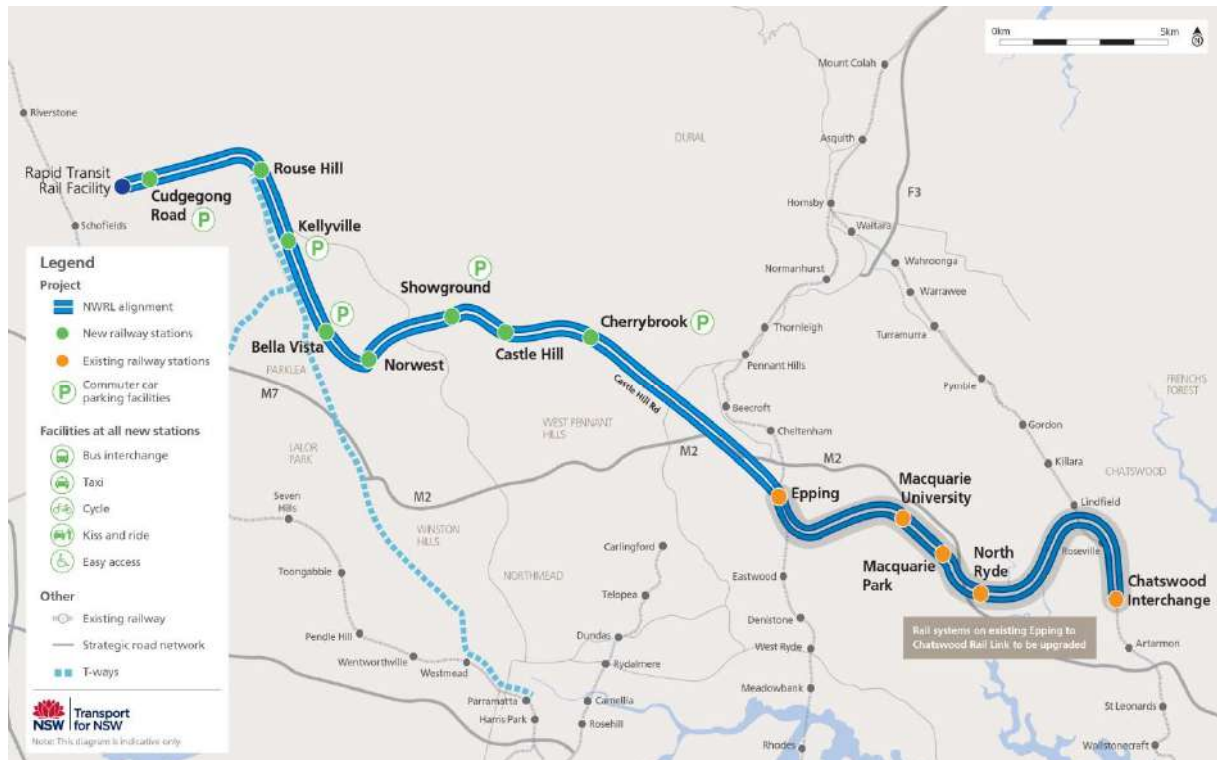 0km 5km
N
Mount Colah
Riverstone
DURAL
Asquith
Rapid Transit
Rail Facility
Rouse Hill
Cudgegong
Road
P
F3
Hornsby
Waitara
Schofields
Kellyville
P
Wahroonga
Normanhurst
Warrawee
Showground
P
Turramurra
Thornleigh
Cherrybrook
P
Bella Vista
P
Norwest
Castle Hill
Pennant Hills
PARKLEA
M7
Castle Hill Rd
Pymble
FRENCHS
FOREST
Beecroft
WEST PENNANT
HILLS
Cheltenham
Gordon
LALOR
PARK
M2
M2
M2
Killara
CHATSWOOD
Macquarie
University
Epping
Lindfield
Seven
Hills
WINSTON
HILLS
Carlingford
Macquarie
Park
North
Ryde
Roseville
Toongabbie
NORTHMEAD
Eastwood
Chatswood
Interchange
Telopea
Denistone
Rail systems on existing Epping to
Chatswood Rail Link to be upgraded
Pendle Hill
Dundas
West Ryde
Artarmon
Wentworthville
Westmead
Rydalmere
Meadowbank
Parramatta
Camellia
St Leonards
Harris Park
Rosehill
Rhodes
Wollstonecraft
Legend
Project
NWRL alignment
New railway stations
Existing railway stations
P
Commuter car
parking facilities
Facilities at all new stations
Bus interchange
Taxi
Cycle
Kiss and ride
Easy access
Other
Existing railway
Strategic road network
T-ways
NSW
GOVERNMENT
Transport
for NSW
Note: This diagram is indicative only